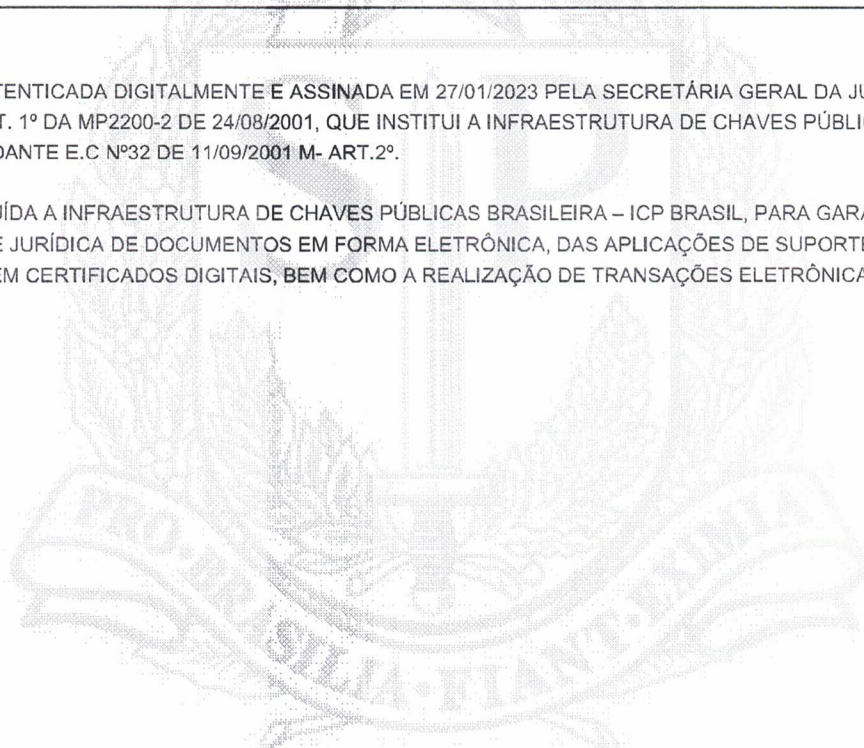 TENTICADA DIGITALMENTE E ASSINADA EM 27/01/2023 PELA SECRETÁRIA GERAL DA JU
T. 1º DA MP2200-2 DE 24/08/2001, QUE INSTITUI A INFRAESTRUTURA DE CHAVES PÚBLI
DANTE E.C Nº32 DE 11/09/2001 M- ART.2º.
UÍDA A INFRAESTRUTURA DE CHAVES PÚBLICAS BRASILEIRA – ICP BRASIL, PARA GARA
E JURÍDICA DE DOCUMENTOS EM FORMA ELETRÔNICA, DAS APLICAÇÕES DE SUPORTE
EM CERTIFICADOS DIGITAIS, BEM COMO A REALIZAÇÃO DE TRANSAÇÕES ELETRÔNICA
SP
PRO·BRASILIA·FIANT·EXIMIA